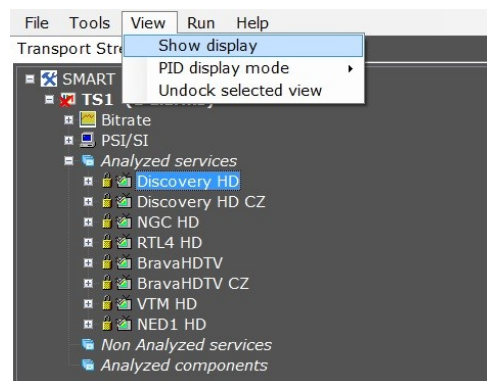 File Tools View Run Help
Transport Stre
Show display
PID display mode
Undock selected view
SMART
TS1
Bitrate
PSI/SI
Analyzed services
Discovery HD
Discovery HD CZ
NGC HD
RTL4 HD
BravaHDTV
BravaHDTV CZ
VTM HD
NED1 HD
Non Analyzed services
Analyzed components